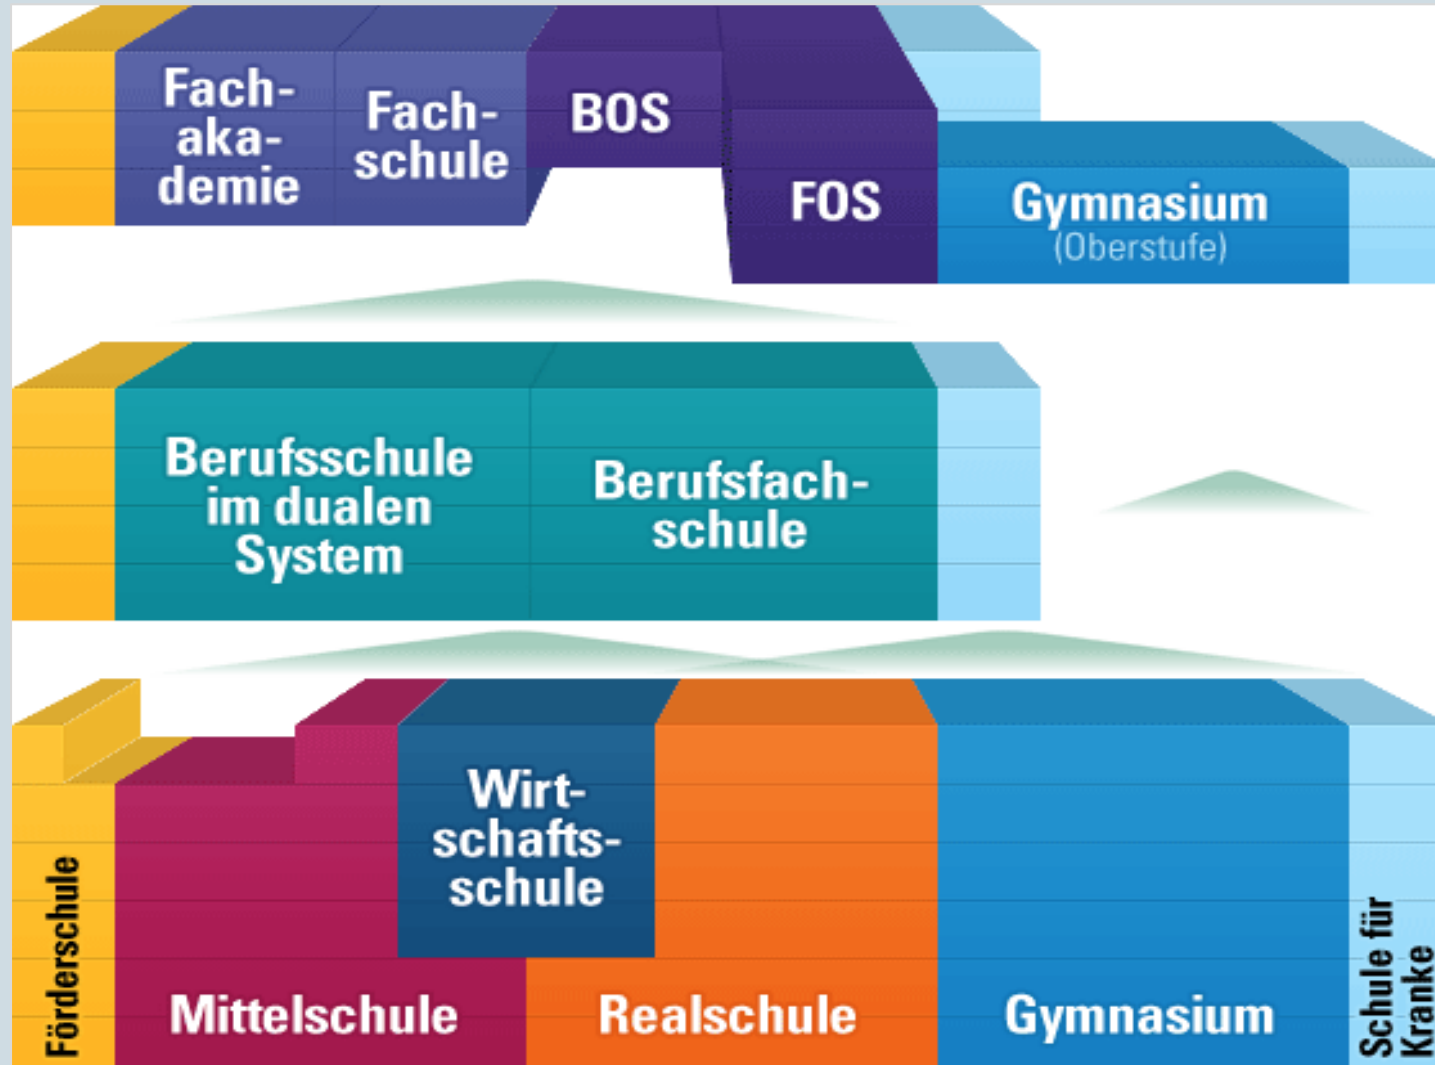 Fach-
aka-
demie
Fach-
schule
BOS
FOS
Gymnasium
(Oberstufe)
Berufsschule
im dualen
System
Berufsfach-
schule
Wirt-
schafts-
schule
Förderschule
Mittelschule
Realschule
Gymnasium
Schule für
Kranke